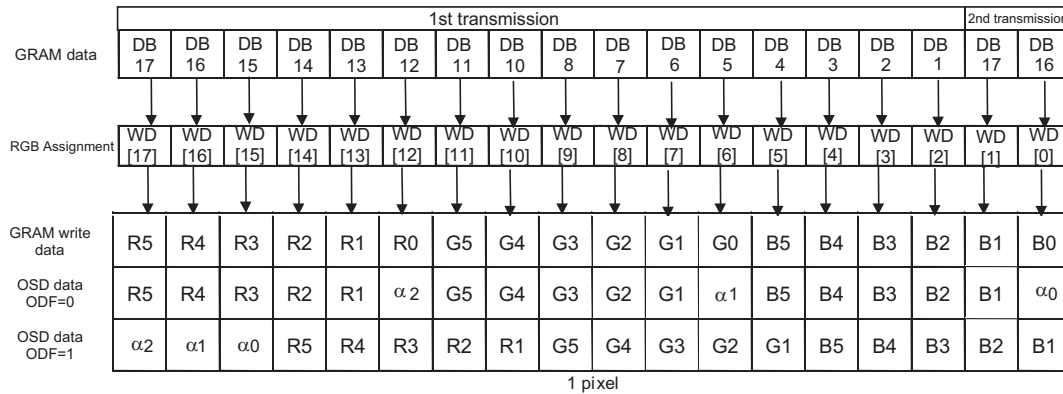 1st transmission 2nd transmission
GRAM data DB 17 DB 16 DB 15 DB 14 DB 13 DB 12 DB 11 DB 10 DB 8 DB 7 DB 6 DB 5 DB 4 DB 3 DB 2 DB 1 DB 17 DB 16
RGB Assignment WD [17] WD [16] WD [15] WD [14] WD [13] WD [12] WD [11] WD [10] WD [9] WD [8] WD [7] WD [6] WD [5] WD [4] WD [3] WD [2] WD [1] WD [0]
GRAM write data R5 R4 R3 R2 R1 R0 G5 G4 G3 G2 G1 G0 B5 B4 B3 B2 B1 B0
OSD data ODF=0 R5 R4 R3 R2 R1 α2 G5 G4 G3 G2 G1 α1 B5 B4 B3 B2 B1 α0
OSD data ODF=1 α2 α1 α0 R5 R4 R3 R2 R1 G5 G4 G3 G2 G1 B5 B4 B3 B2 B1
1 pixel